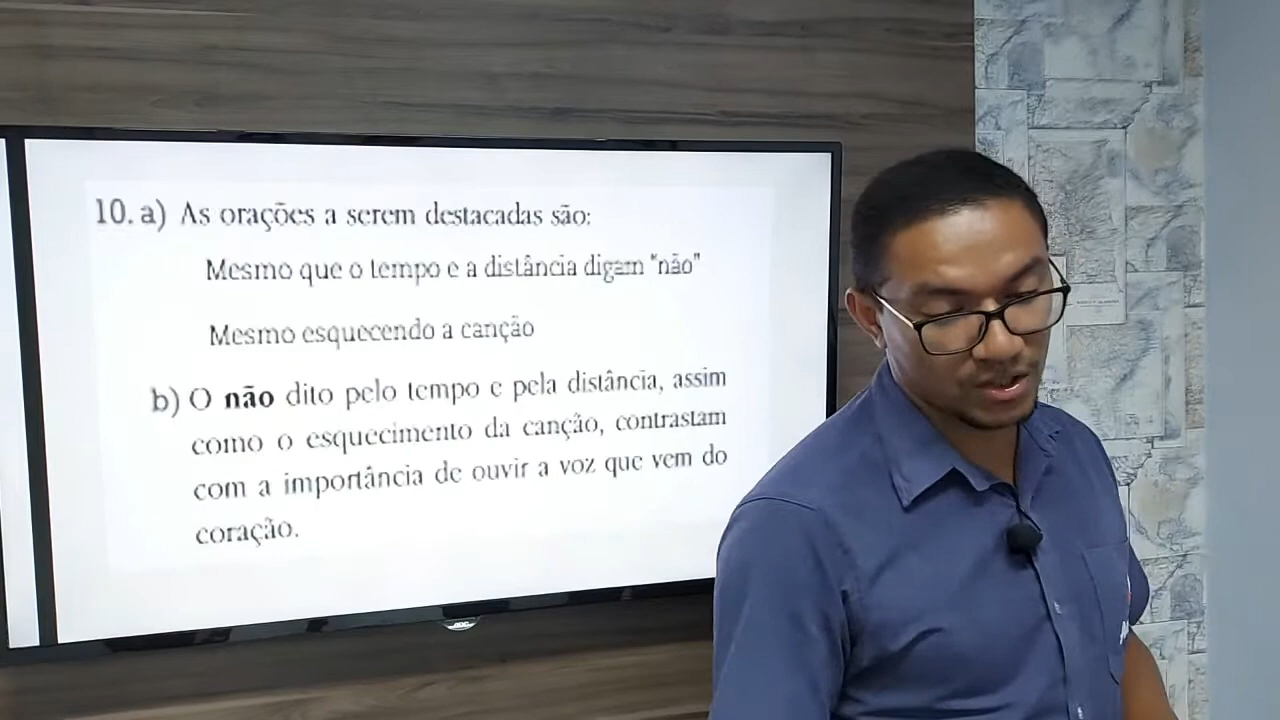 10. a) As orações a serem destacadas são:
Mesmo que o tempo e a distância digam "não"
Mesmo esquecendo a canção
b) O não dito pelo tempo e pela distância, assim
como o esquecimento da canção, contrastam
com a importância de ouvir a voz que vem do
coração.
AOC